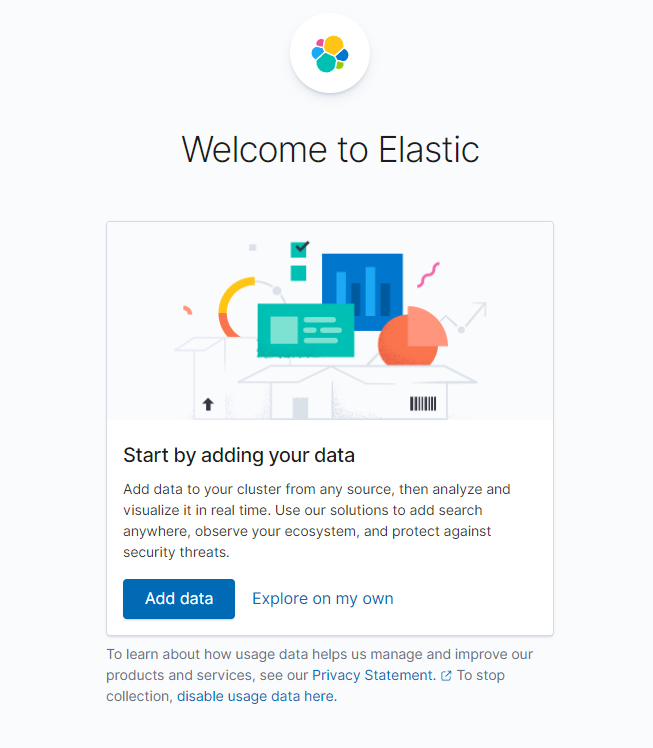 Welcome to Elastic
Start by adding your data
Add data to your cluster from any source, then analyze and
visualize it in real time. Use our solutions to add search
anywhere, observe your ecosystem, and protect against
security threats.
Add data
Explore on my own
To learn about how usage data helps us manage and improve our
products and services, see our Privacy Statement. To stop
collection, disable usage data here.